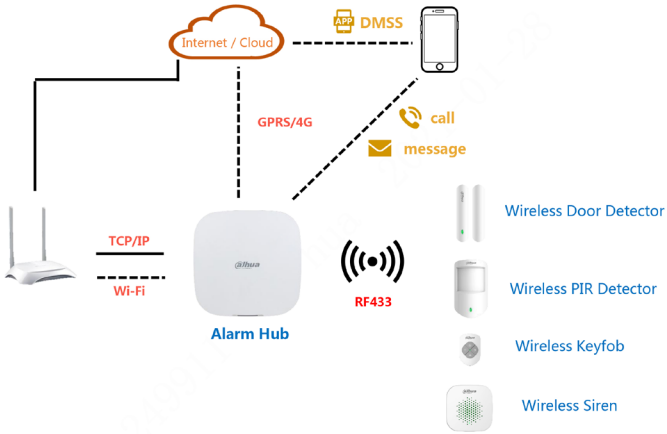 APP DMSS
Internet / Cloud
GPRS/4G
call
message
Wireless Door Detector
TCP/IP
alhua
Wi-Fi
RF433
Wireless PIR Detector
Alarm Hub
Wireless Keyfob
Wireless Siren